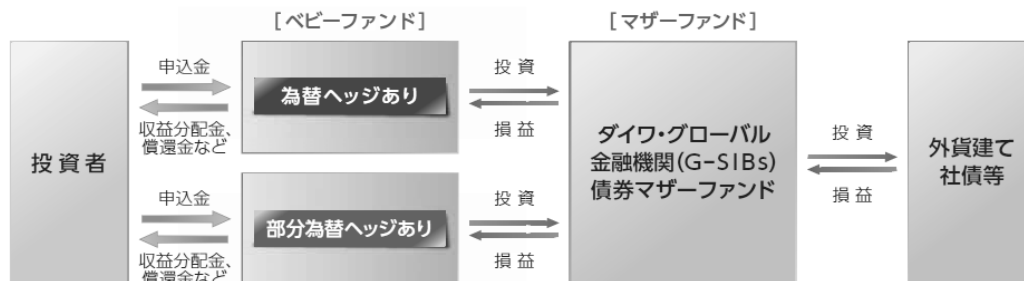 [ベビーファンド]
[マザーファンド]
投資者
申込金
収益分配金、
償還金など
為替ヘッジあり
投資
損益
申込金
収益分配金、
償還金など
部分為替ヘッジあり
投資
損益
ダイワ・グローバル
金融機関(G-SIBs)
債券マザーファンド
投資
損益
外貨建て
社債等